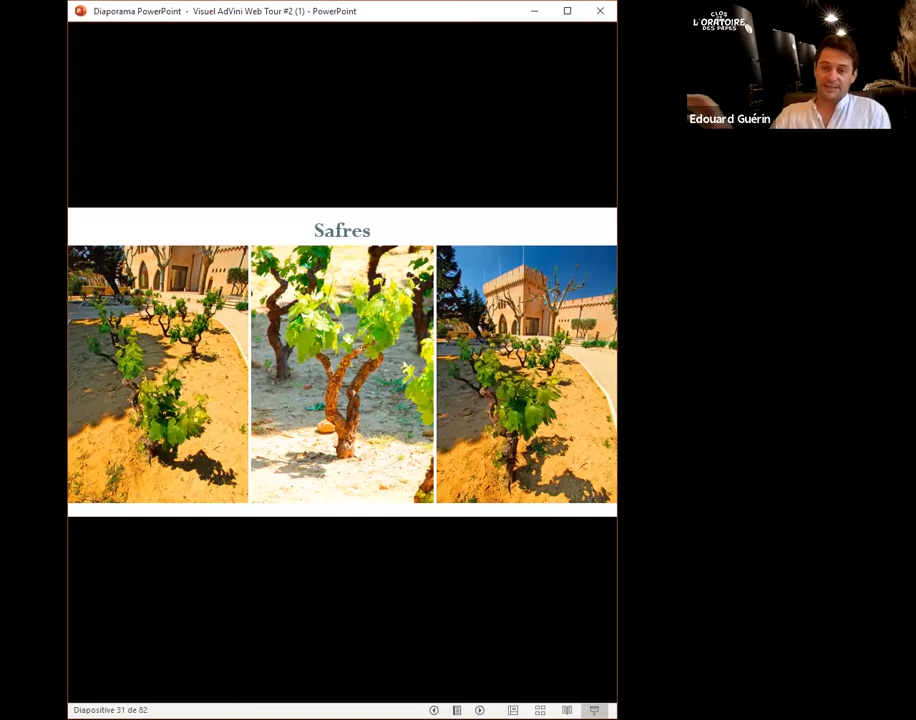 Diaporama PowerPoint - Visuel AdVini Web Tour #2 (1) - PowerPoint
CLOS
DE
L'ORATOIRE
DES PAPES
Edouard Guérin
Safres
Diapositive 31 de 82